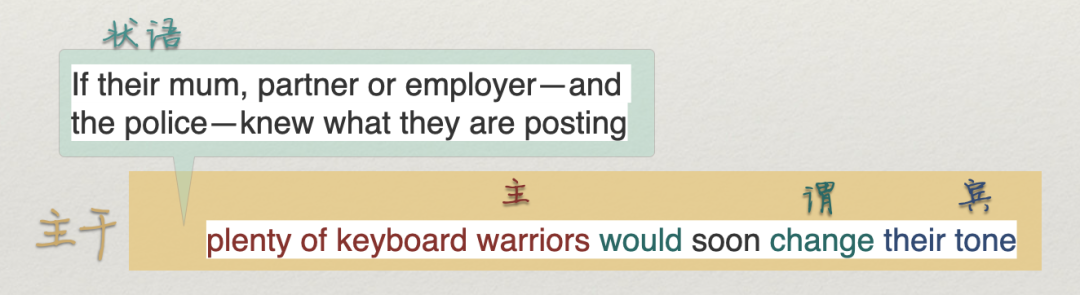 状语
If their mum, partner or employer—and
the police—knew what they are posting
主 谓 宾
主干
plenty of keyboard warriors would soon change their tone